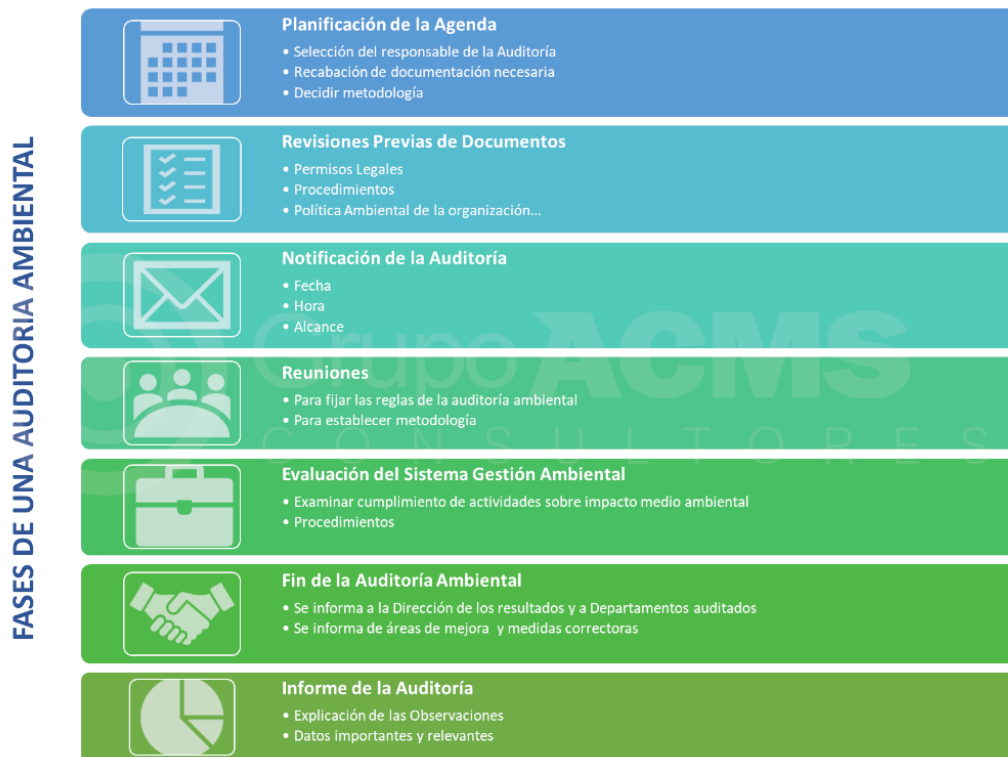 FASES DE UNA AUDITORIA AMBIENTAL
Planificación de la Agenda
• Selección del responsable de la Auditoría
• Recabación de documentación necesaria
• Decidir metodología
Revisiones Previas de Documentos
• Permisos Legales
• Procedimientos
• Política Ambiental de la organización...
Notificación de la Auditoría
• Fecha
• Hora
• Alcance
Grupo ACMS
CONSULTORES
Reuniones
• Para fijar las reglas de la auditoría ambiental
• Para establecer metodología
Evaluación del Sistema Gestión Ambiental
• Examinar cumplimiento de actividades sobre impacto medio ambiental
• Procedimientos
Fin de la Auditoría Ambiental
• Se informa a la Dirección de los resultados y a Departamentos auditados
• Se informa de áreas de mejora y medidas correctoras
Informe de la Auditoría
• Explicación de las Observaciones
• Datos importantes y relevantes